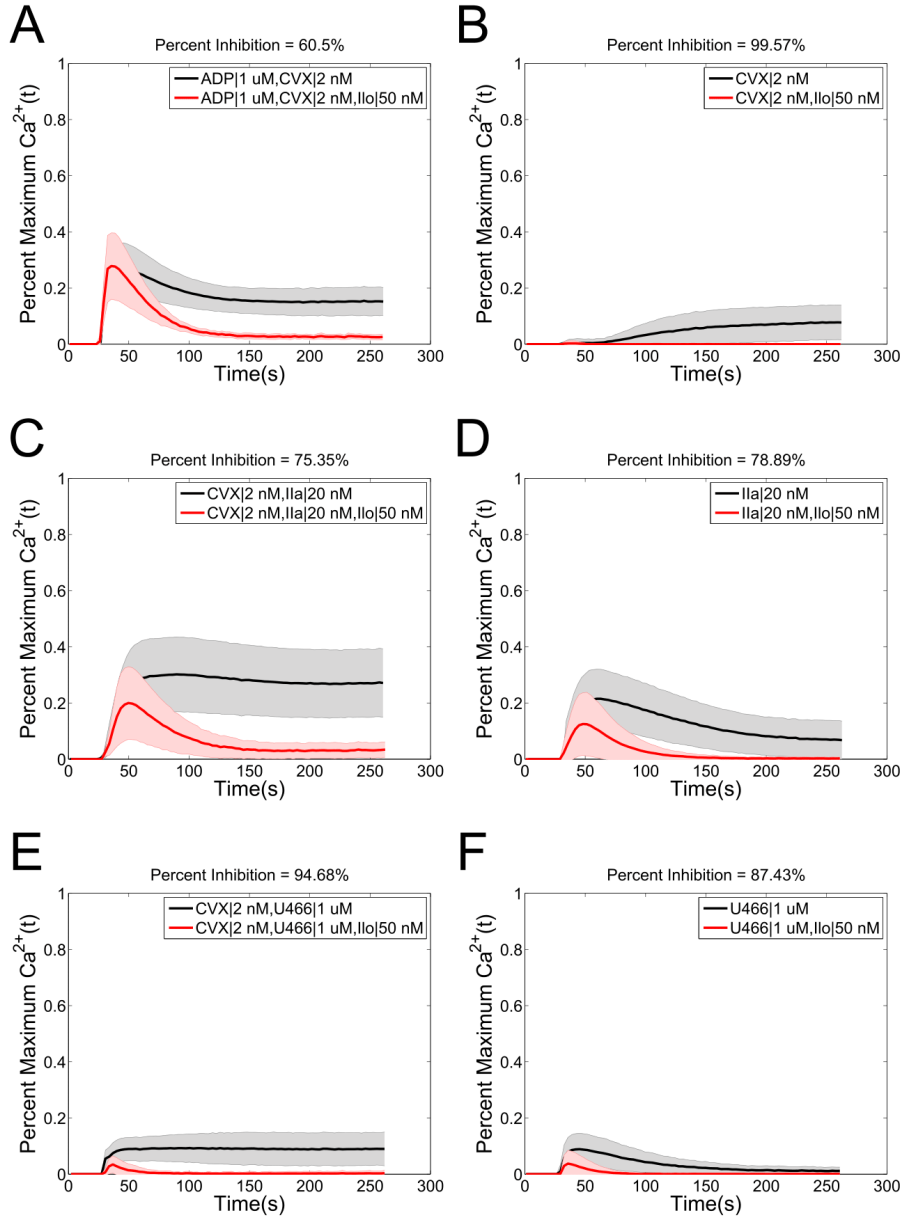 A
Percent Inhibition = 60.5%
ADP|1 uM,CVX|2 nM
ADP|1 uM,CVX|2 nM,Ilo|50 nM
Percent Maximum Ca²⁺(t)
1
0.8
0.6
0.4
0.2
0
0 50 100 150 200 250 300
Time(s)
B
Percent Inhibition = 99.57%
CVX|2 nM
CVX|2 nM,Ilo|50 nM
Percent Maximum Ca²⁺(t)
1
0.8
0.6
0.4
0.2
0
0 50 100 150 200 250 300
Time(s)
C
Percent Inhibition = 75.35%
CVX|2 nM,IIa|20 nM
CVX|2 nM,IIa|20 nM,Ilo|50 nM
Percent Maximum Ca²⁺(t)
1
0.8
0.6
0.4
0.2
0
0 50 100 150 200 250 300
Time(s)
D
Percent Inhibition = 78.89%
IIa|20 nM
IIa|20 nM,Ilo|50 nM
Percent Maximum Ca²⁺(t)
1
0.8
0.6
0.4
0.2
0
0 50 100 150 200 250 300
Time(s)
E
Percent Inhibition = 94.68%
CVX|2 nM,U466|1 uM
CVX|2 nM,U466|1 uM,Ilo|50 nM
Percent Maximum Ca²⁺(t)
1
0.8
0.6
0.4
0.2
0
0 50 100 150 200 250 300
Time(s)
F
Percent Inhibition = 87.43%
U466|1 uM
U466|1 uM,Ilo|50 nM
Percent Maximum Ca²⁺(t)
1
0.8
0.6
0.4
0.2
0
0 50 100 150 200 250 300
Time(s)